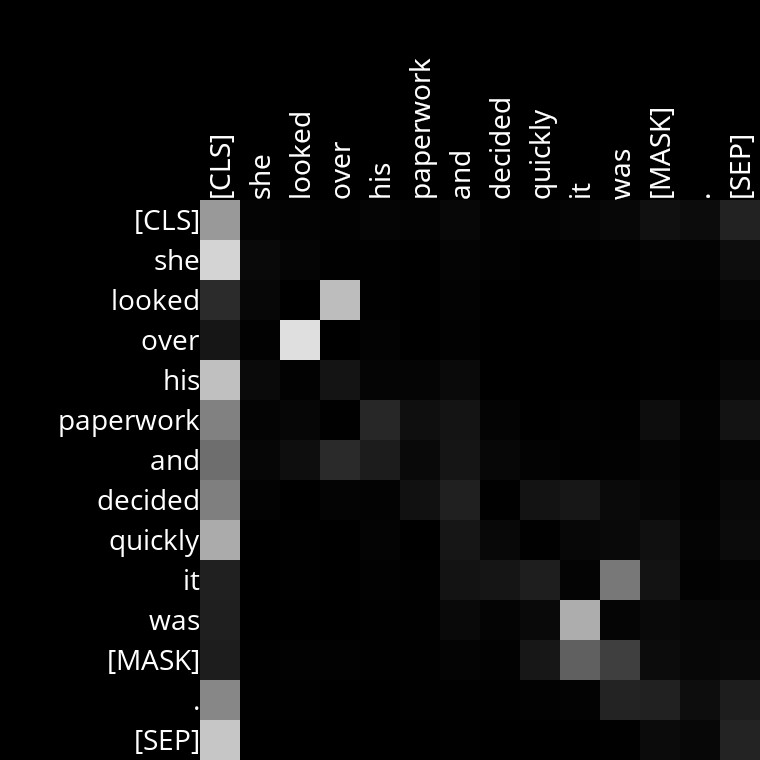 [CLS] she looked over his paperwork and decided quickly it was [MASK] . [SEP]
[CLS]
she
looked
over
his
paperwork
and
decided
quickly
it
was
[MASK]
.
[SEP]